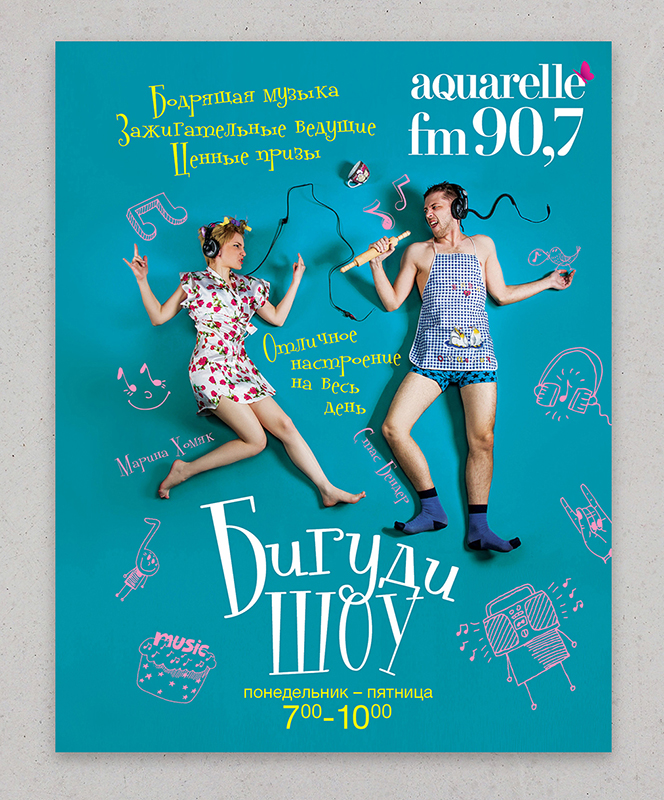 Бодрящая музыка
Зажигательные ведущие
Ценные призы
aquarelle
fm 90,7
Отличное
настроение
на весь
день
Марина Хомяк
Стас Бендер
Бигуди
ШОУ
music
понедельник – пятница
7⁰⁰-10⁰⁰